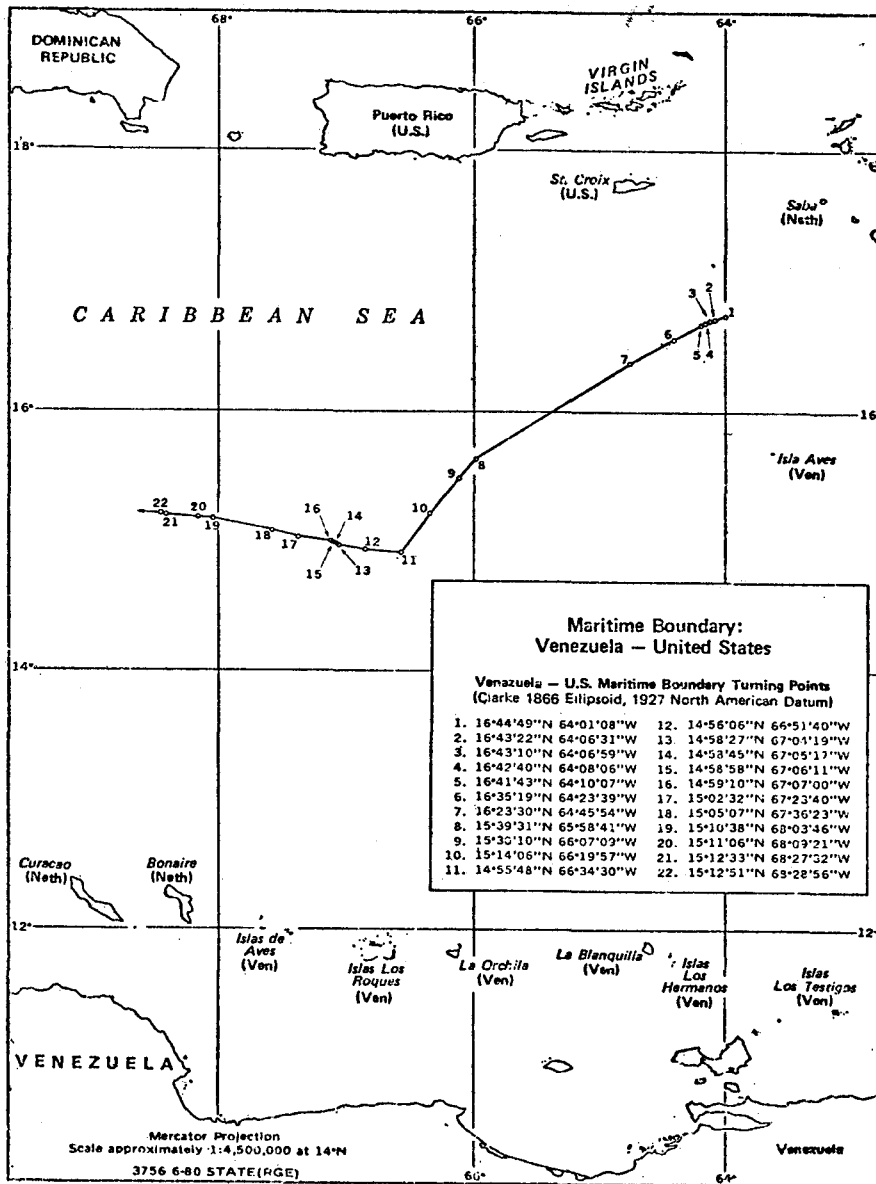 68°
66
64°
DOMINICAN
REPUBLIC
VIRGIN
ISLANDS
Puerto Rico
(U.S.)
18°
St. Croix
(U.S.)
Saba
(Neth)
CARIBBEAN SEA
3
2
1
5
4
6
7
16°
16
Isla Aves
(Ven)
8
9
10
11
22
21
20
19
18
17
16
14
12
15
13
Maritime Boundary:
Venezuela — United States
Venazuela — U.S. Maritime Boundary Turning Points
(Clarke 1866 Ellipsoid, 1927 North American Datum)
1. 16°44'49"N 64°01'08"W
2. 16°43'22"N 64°06'31"W
3. 16°43'10"N 64°06'59"W
4. 16°42'40"N 64°08'06"W
5. 16°41'43"N 64°10'07"W
6. 16°35'19"N 64°23'39"W
7. 16°23'30"N 64°45'54"W
8. 15°39'31"N 65°58'41"W
9. 15°30'10"N 66°07'09"W
10. 15°14'06"N 66°19'57"W
11. 14°55'48"N 66°34'30"W
12. 14°56'06"N 66°51'40"W
13. 14°58'27"N 67°04'19"W
14. 14°58'45"N 67°05'17"W
15. 14°58'58"N 67°06'11"W
16. 14°59'10"N 67°07'00"W
17. 15°02'32"N 67°23'40"W
18. 15°05'07"N 67°36'23"W
19. 15°10'38"N 68°03'46"W
20. 15°11'06"N 68°09'21"W
21. 15°12'33"N 68°27'32"W
22. 15°12'51"N 68°28'56"W
14°
Curacao
(Neth)
Bonaire
(Neth)
12°
12
Islas de
Aves
(Ven)
Islas Los
Roques
(Ven)
La Orchila
(Ven)
La Blanquilla
(Ven)
Islas
Los
Hermanos
(Ven)
Islas
Los Testigos
(Ven)
VENEZUELA
Mercator Projection
Scale approximately 1:4,500,000 at 14°N
3756 6-80 STATE(RGE)
Venezuela
66
64°